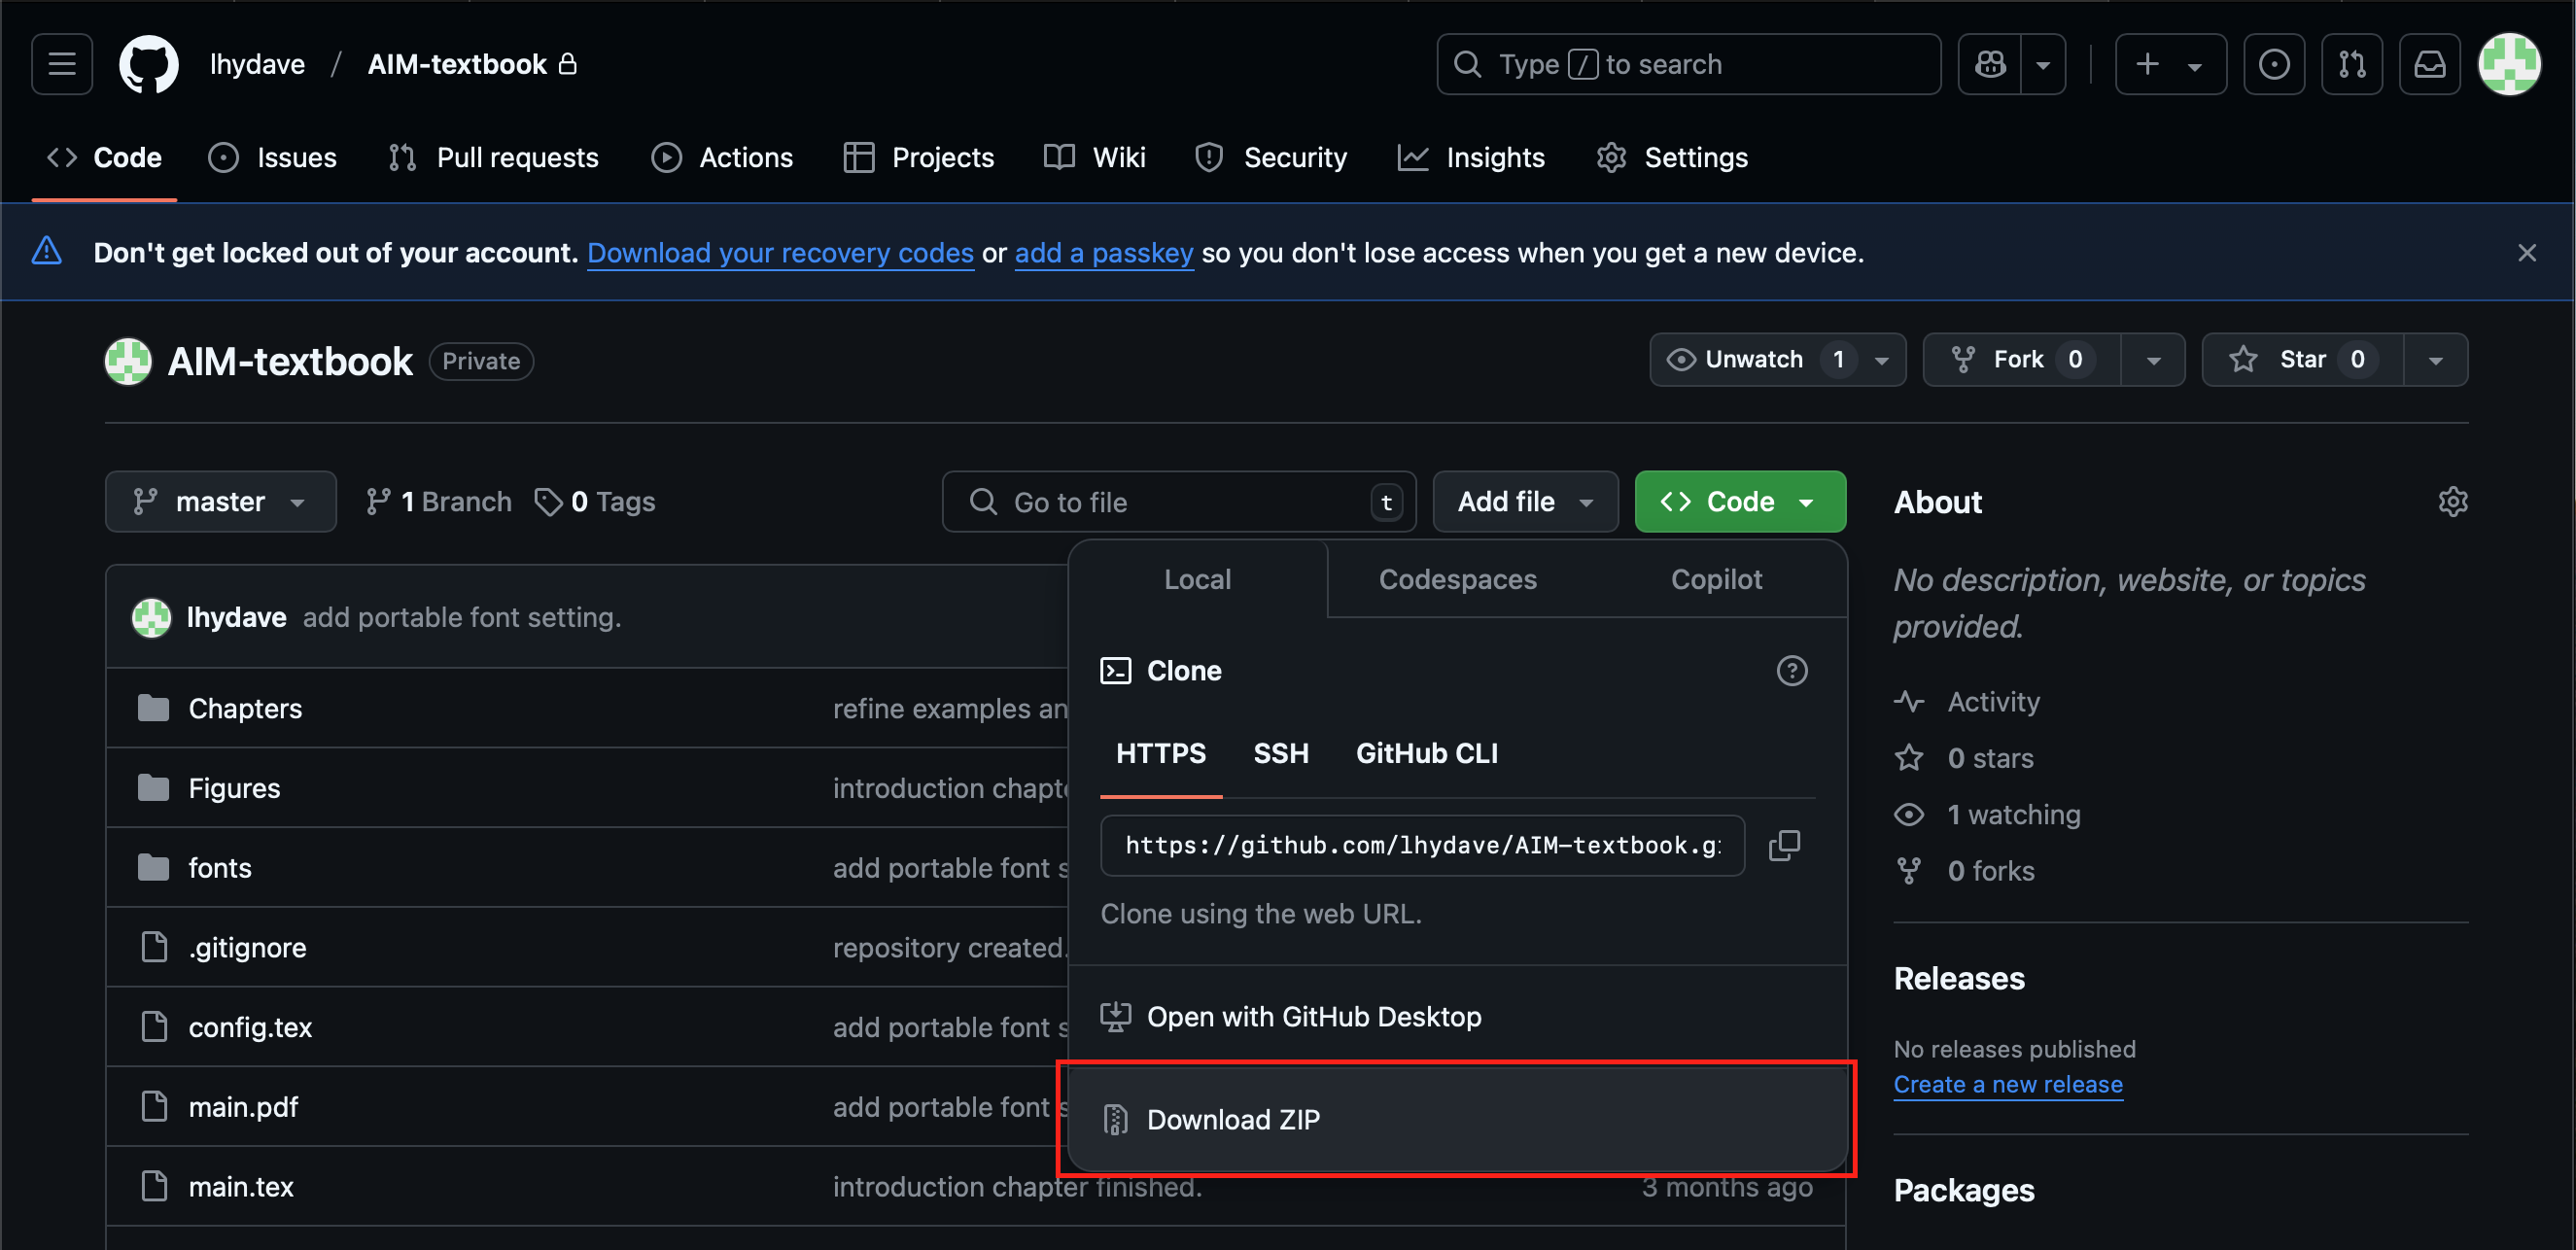 lhydave / AIM-textbook
Type / to search
Code
Issues
Pull requests
Actions
Projects
Wiki
Security
Insights
Settings
Don't get locked out of your account. Download your recovery codes or add a passkey so you don't lose access when you get a new device.
AIM-textbook Private
Unwatch 1
Fork 0
Star 0
master
1 Branch
0 Tags
Go to file t
Add file
Code
Local
Codespaces
Copilot
Clone
HTTPS
SSH
GitHub CLI
https://github.com/lhydave/AIM-textbook.g
Clone using the web URL.
Open with GitHub Desktop
Download ZIP
lhydave add portable font setting.
Chapters refine examples an
Figures introduction chapt
fonts add portable font s
.gitignore repository created.
config.tex add portable font s
main.pdf add portable font s
main.tex introduction chapter finished. 3 months ago
About
No description, website, or topics
provided.
Activity
0 stars
1 watching
0 forks
Releases
No releases published
Create a new release
Packages